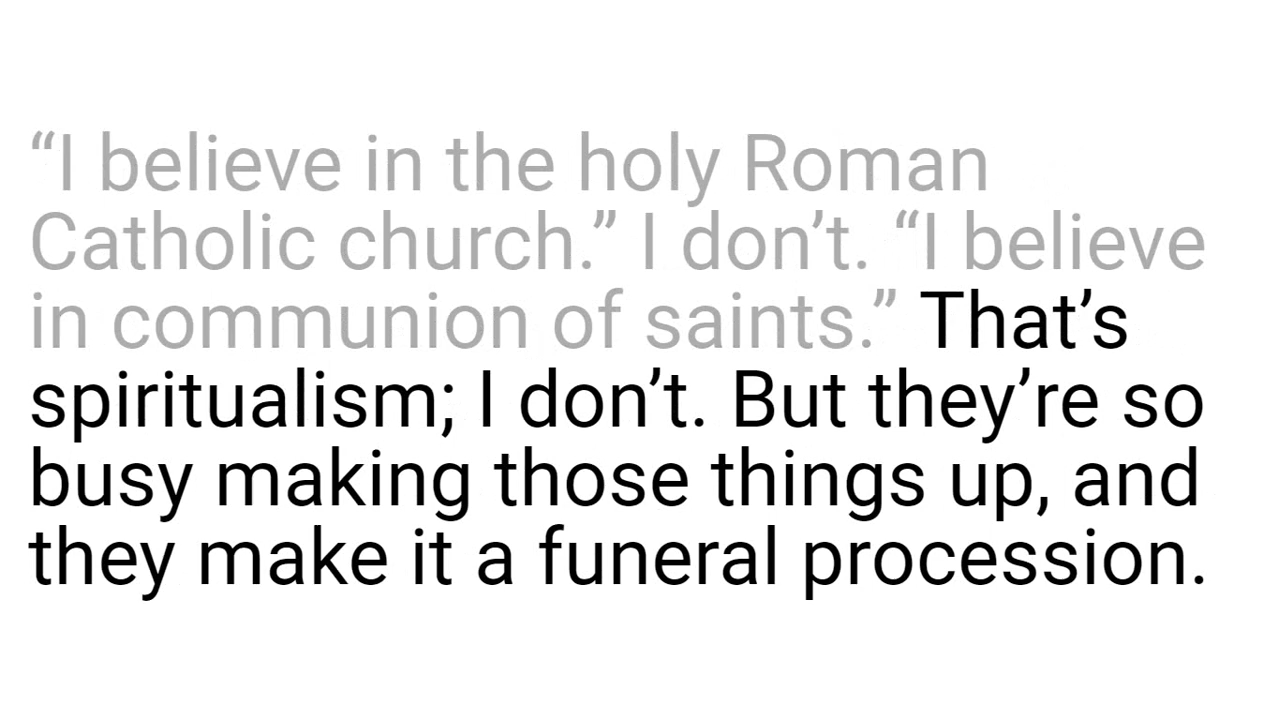 “I believe in the holy Roman
Catholic church.” I don’t. “I believe
in communion of saints.” That’s
spiritualism; I don’t. But they’re so
busy making those things up, and
they make it a funeral procession.